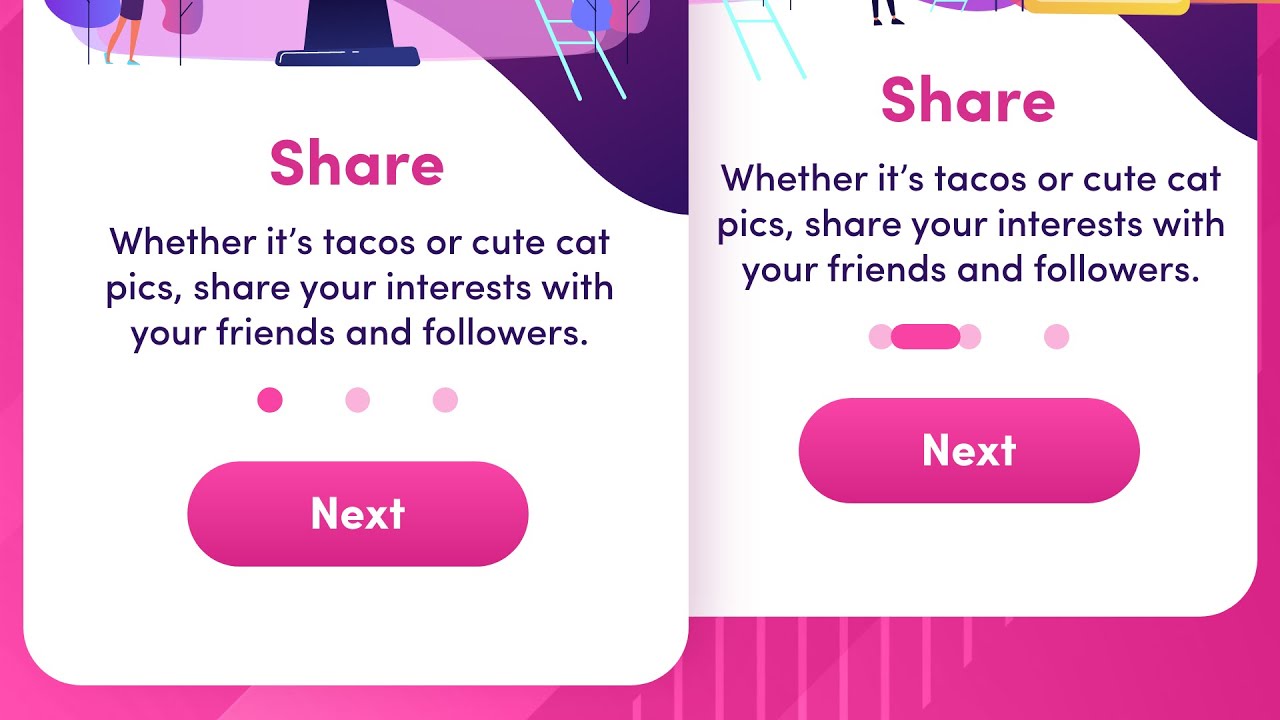 Share
Whether it’s tacos or cute cat
pics, share your interests with
your friends and followers.
Next
Share
Whether it’s tacos or cute cat
pics, share your interests with
your friends and followers.
Next